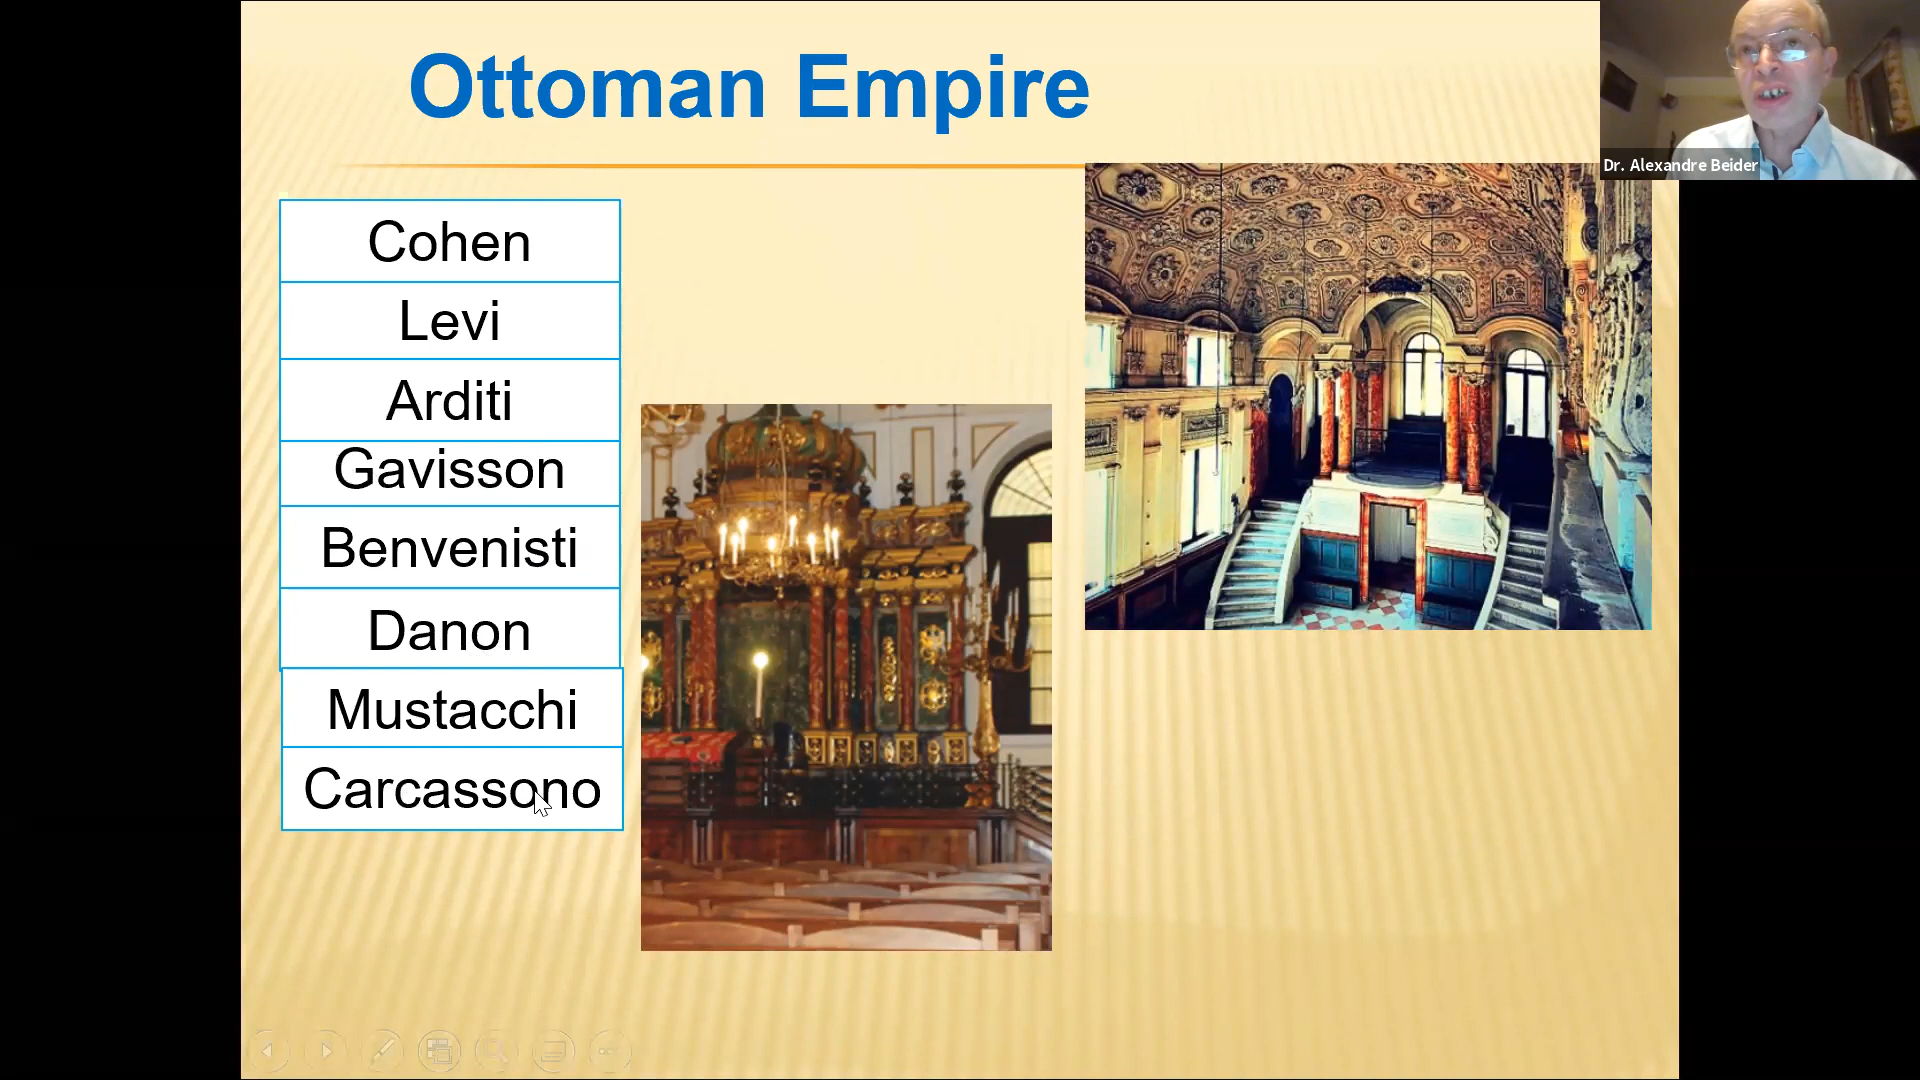 Ottoman Empire
Dr. Alexandre Beider
Cohen
Levi
Arditi
Gavisson
Benvenisti
Danon
Mustacchi
Carcassono